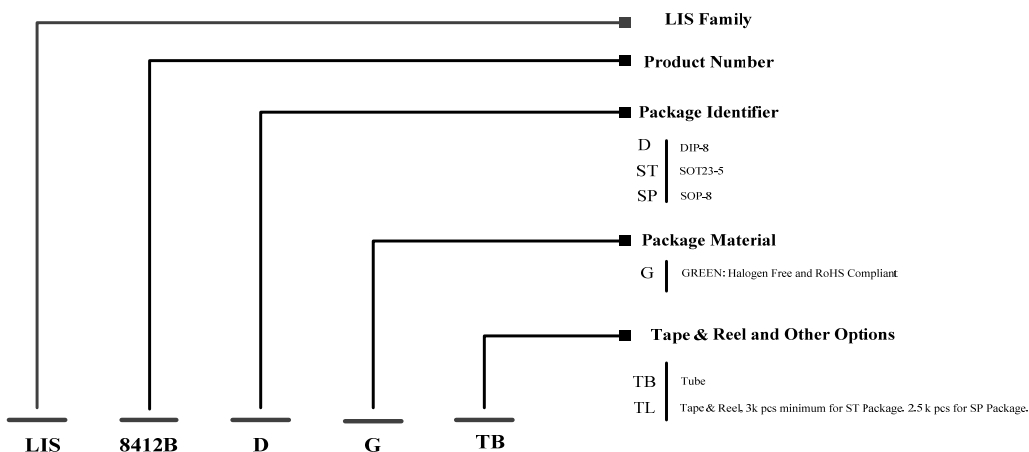 LIS Family
Product Number
Package Identifier
D DIP-8
ST SOT23-5
SP SOP-8
Package Material
G GREEN: Halogen Free and RoHS Compliant
Tape & Reel and Other Options
TB Tube
TL Tape & Reel, 3k pcs minimum for ST Package. 2.5 k pcs for SP Package.
LIS 8412B D G TB